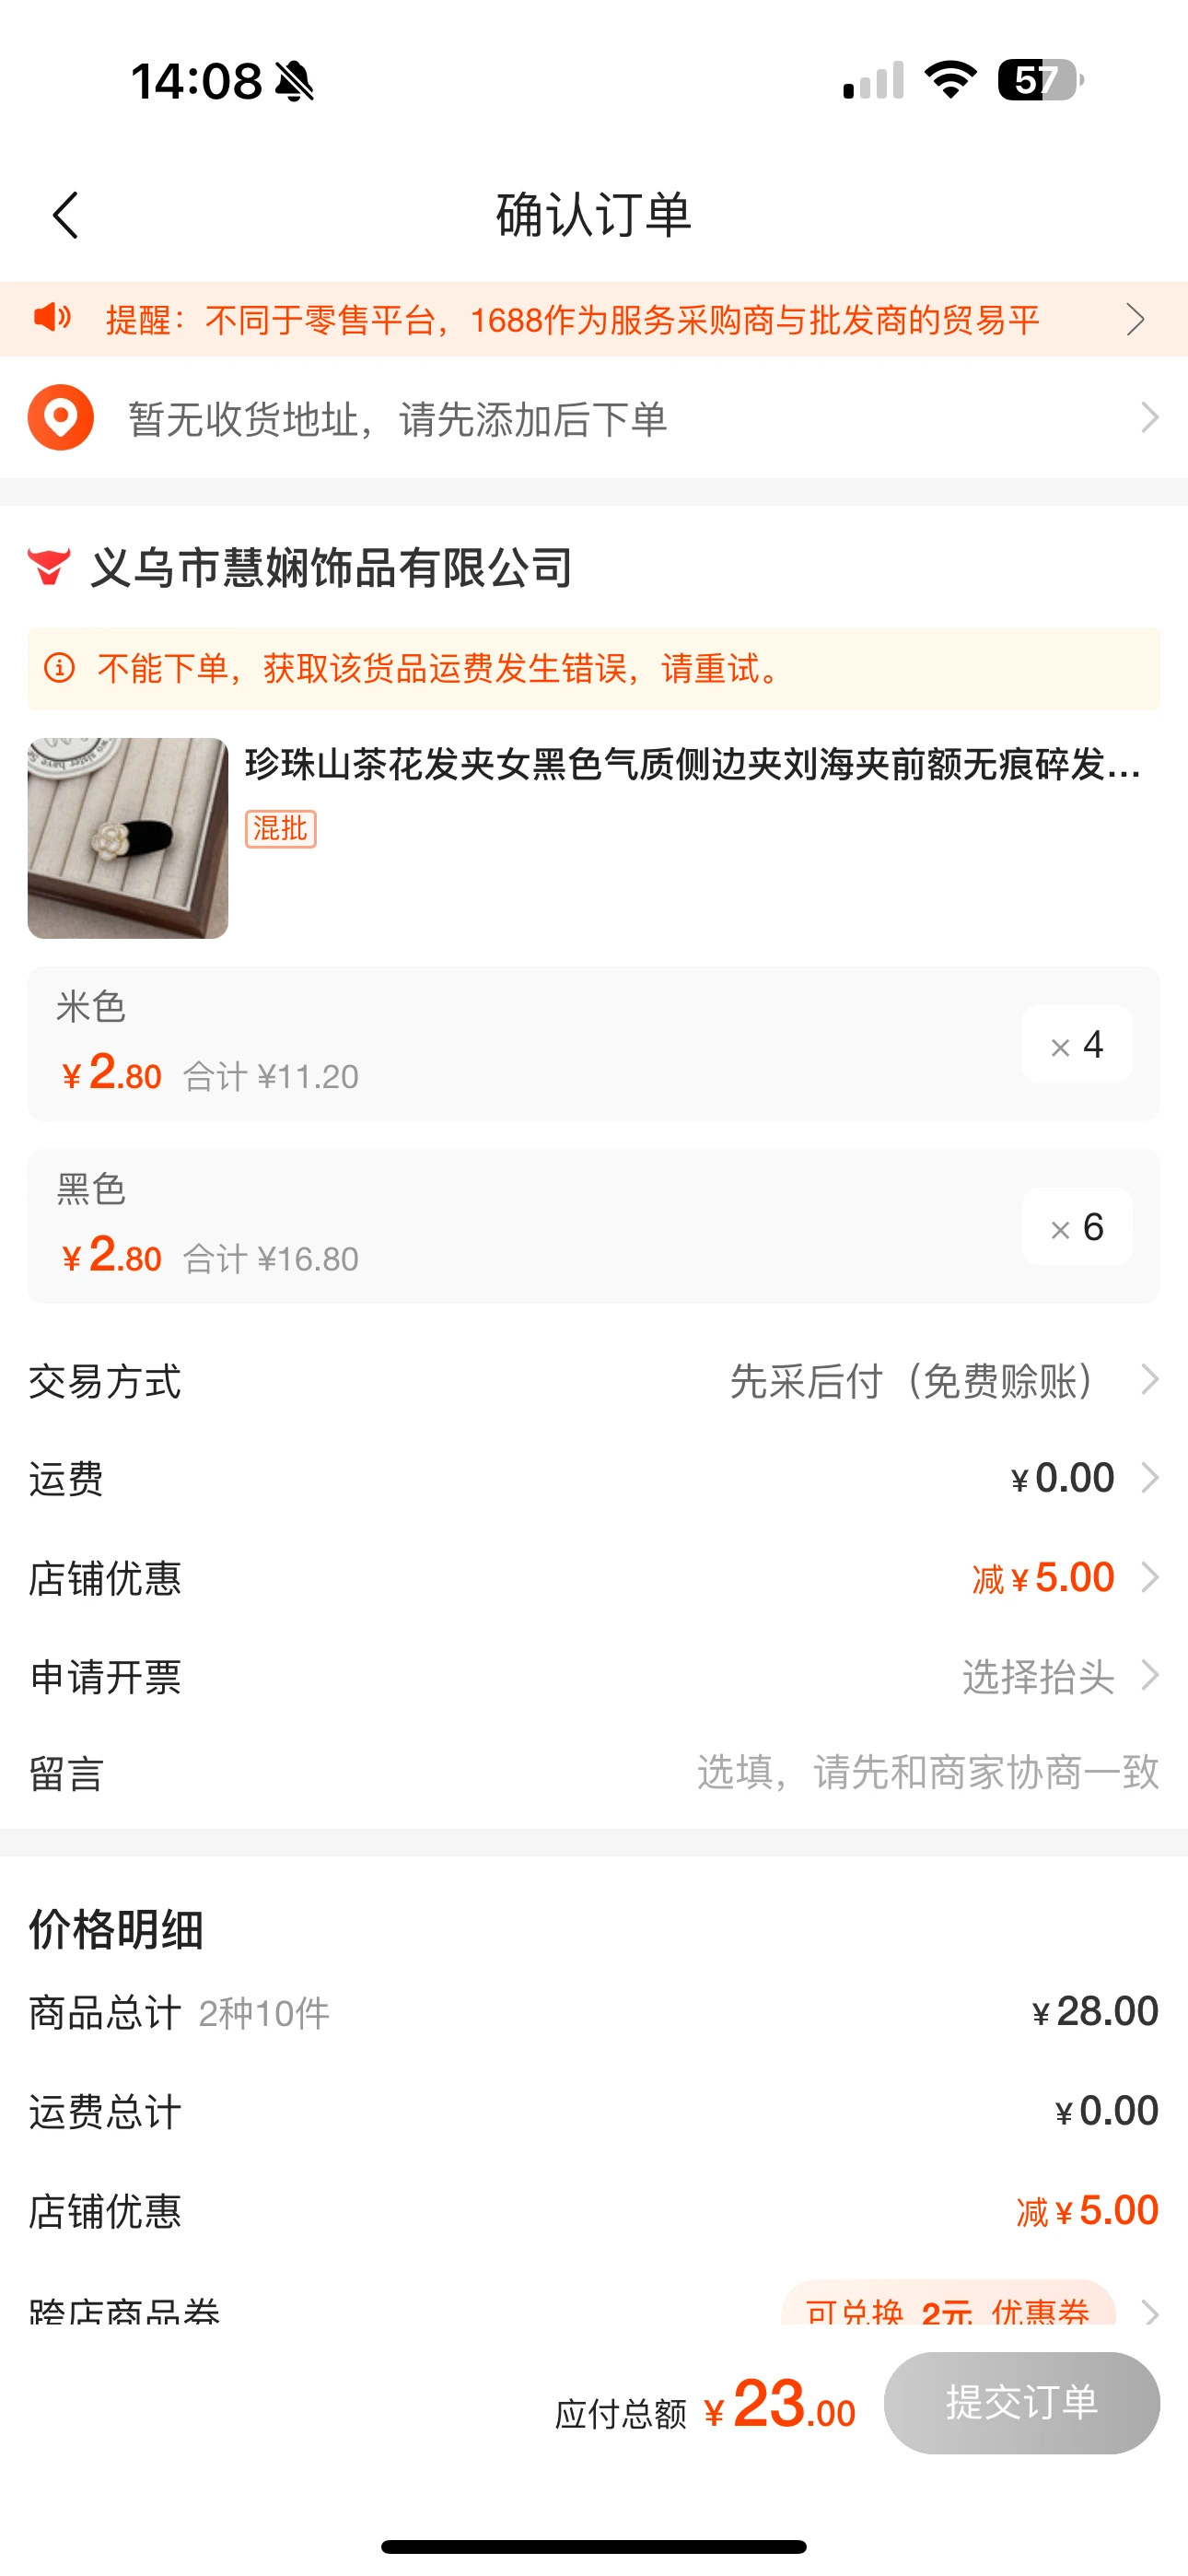 14:08
57
确认订单
提醒：不同于零售平台，1688作为服务采购商与批发商的贸易平
暂无收货地址，请先添加后下单
义乌市慧娴饰品有限公司
不能下单，获取该货品运费发生错误，请重试。
珍珠山茶花发夹女黑色气质侧边夹刘海夹前额无痕碎发...
混批
米色
¥2.80 合计 ¥11.20
× 4
黑色
¥2.80 合计 ¥16.80
× 6
交易方式 先采后付（免费赊账）
运费 ¥0.00
店铺优惠 减¥5.00
申请开票 选择抬头
留言 选填，请先和商家协商一致
价格明细
商品总计 2种10件 ¥28.00
运费总计 ¥0.00
店铺优惠 减¥5.00
跨店商品券 可兑换 2元 优惠券
应付总额 ¥23.00 提交订单